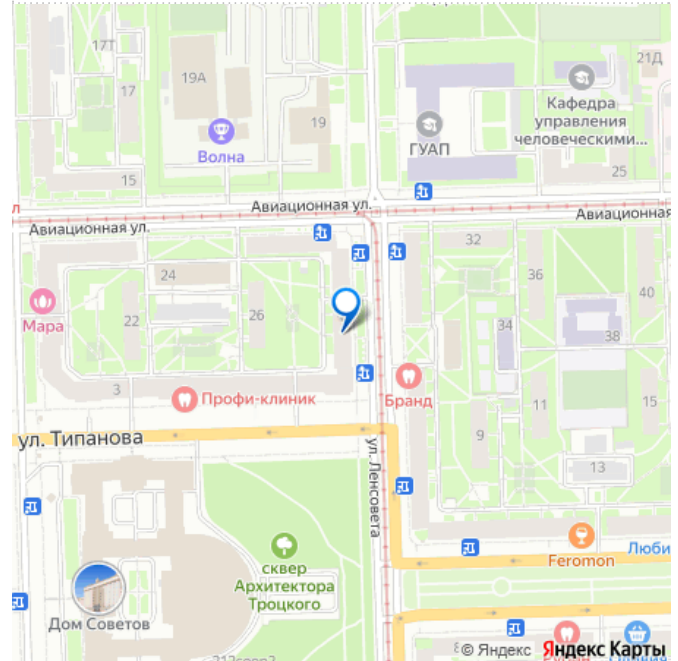 17Т
17
19А
19
Волна
15
ГУАП
21Д
Кафедра
управления
человеческими...
25
л
Авиационная ул.
Авиационная
Авиационная ул.
32
24
36
40
Мара
22
26
34
38
3
Профи-клиник
Бранд
11
15
9
ул. Типанова
13
ул. Ленсовета
Feromon
Люби
сквер
Архитектора
Троцкого
Дом Советов
8
© Яндекс
Яндекс Карты